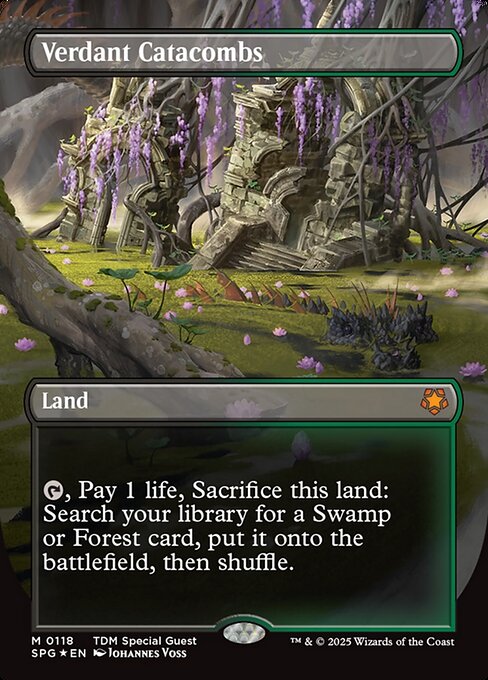 Verdant Catacombs
Land
, Pay 1 life, Sacrifice this land:
Search your library for a Swamp
or Forest card, put it onto the
battlefield, then shuffle.
M 0118 TDM Special Guest
SPG ★ EN Johannes Voss
™ & © 2025 Wizards of the Coast